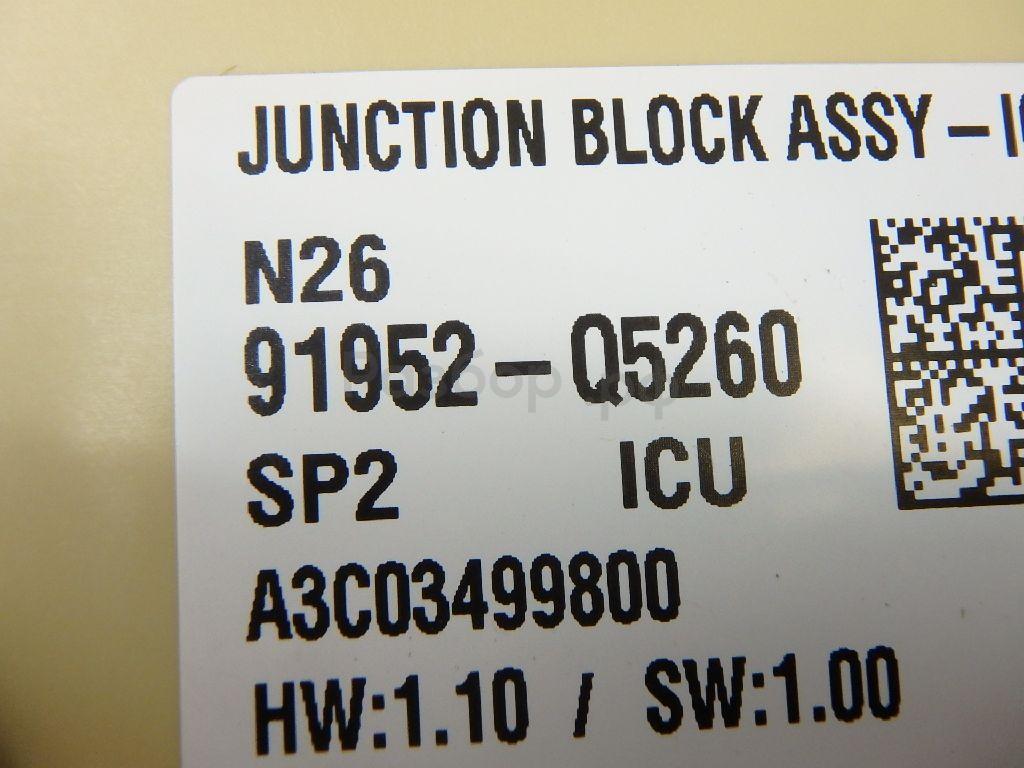 JUNCTION BLOCK ASSY – I
N26
91952–Q5260
SP2 ICU
A3C03499800
HW:1.10 / SW:1.00